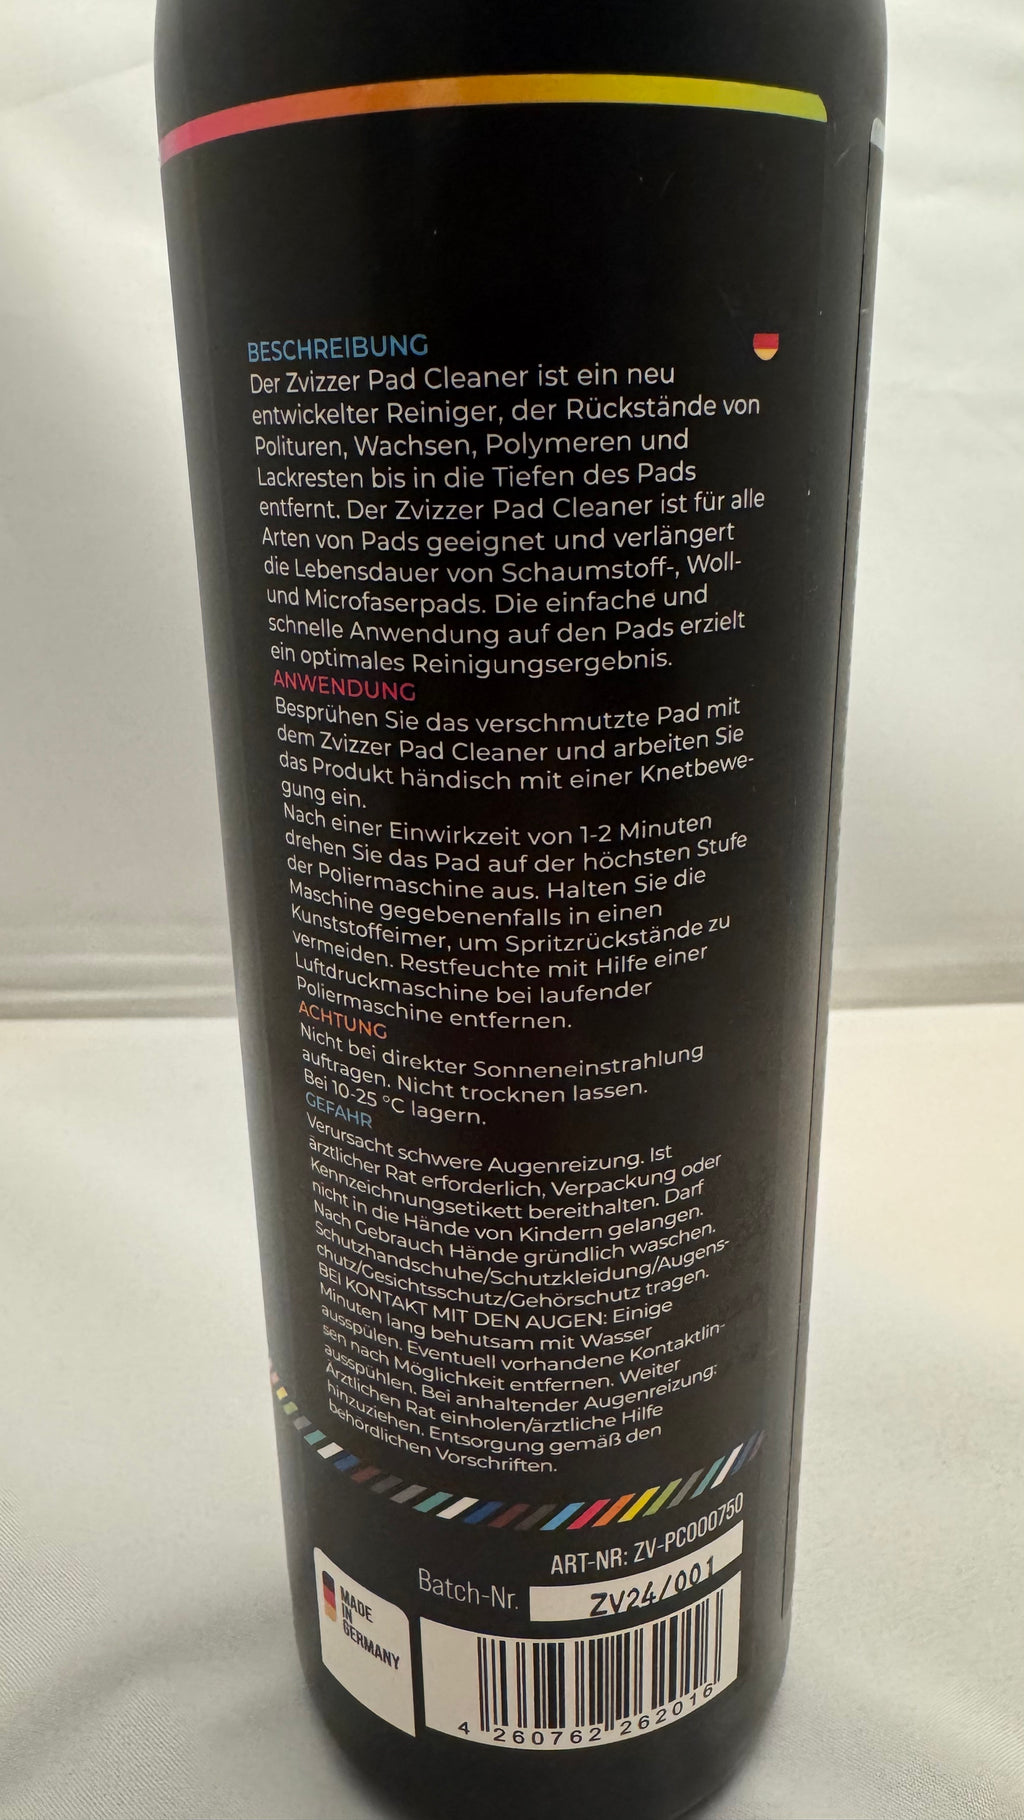 BESCHREIBUNG
Der Zvizzer Pad Cleaner ist ein neu
entwickelter Reiniger, der Rückstände von
Polituren, Wachsen, Polymeren und
Lackresten bis in die Tiefen des Pads
entfernt. Der Zvizzer Pad Cleaner ist für alle
Arten von Pads geeignet und verlängert
die Lebensdauer von Schaumstoff-, Woll-
und Microfaserpads. Die einfache und
schnelle Anwendung auf den Pads erzielt
ein optimales Reinigungsergebnis.
ANWENDUNG
Besprühen Sie das verschmutzte Pad mit
dem Zvizzer Pad Cleaner und arbeiten Sie
das Produkt händisch mit einer Knetbewe-
gung ein.
Nach einer Einwirkzeit von 1-2 Minuten
drehen Sie das Pad auf der höchsten Stufe
der Poliermaschine aus. Halten Sie die
Maschine gegebenenfalls in einen
Kunststoffeimer, um Spritzrückstände zu
vermeiden. Restfeuchte mit Hilfe einer
Luftdruckmaschine bei laufender
Poliermaschine entfernen.
ACHTUNG
Nicht bei direkter Sonneneinstrahlung
auftragen. Nicht trocknen lassen.
Bei 10-25 °C lagern.
GEFAHR
Verursacht schwere Augenreizung. Ist
ärztlicher Rat erforderlich, Verpackung oder
Kennzeichnungsetikett bereithalten. Darf
nicht in die Hände von Kindern gelangen.
Nach Gebrauch Hände gründlich waschen.
Schutzhandschuhe/Schutzkleidung/Augens-
chutz/Gesichtsschutz/Gehörschutz tragen.
BEI KONTAKT MIT DEN AUGEN: Einige
Minuten lang behutsam mit Wasser
ausspülen. Eventuell vorhandene Kontaktlin-
sen nach Möglichkeit entfernen. Weiter
ausspühlen. Bei anhaltender Augenreizung:
Ärztlichen Rat einholen/ärztliche Hilfe
hinzuziehen. Entsorgung gemäß den
behördlichen Vorschriften.
ART-NR: ZV-PC000750
Batch-Nr. ZV24/001
MADE
IN
GERMANY
4 260762 262016